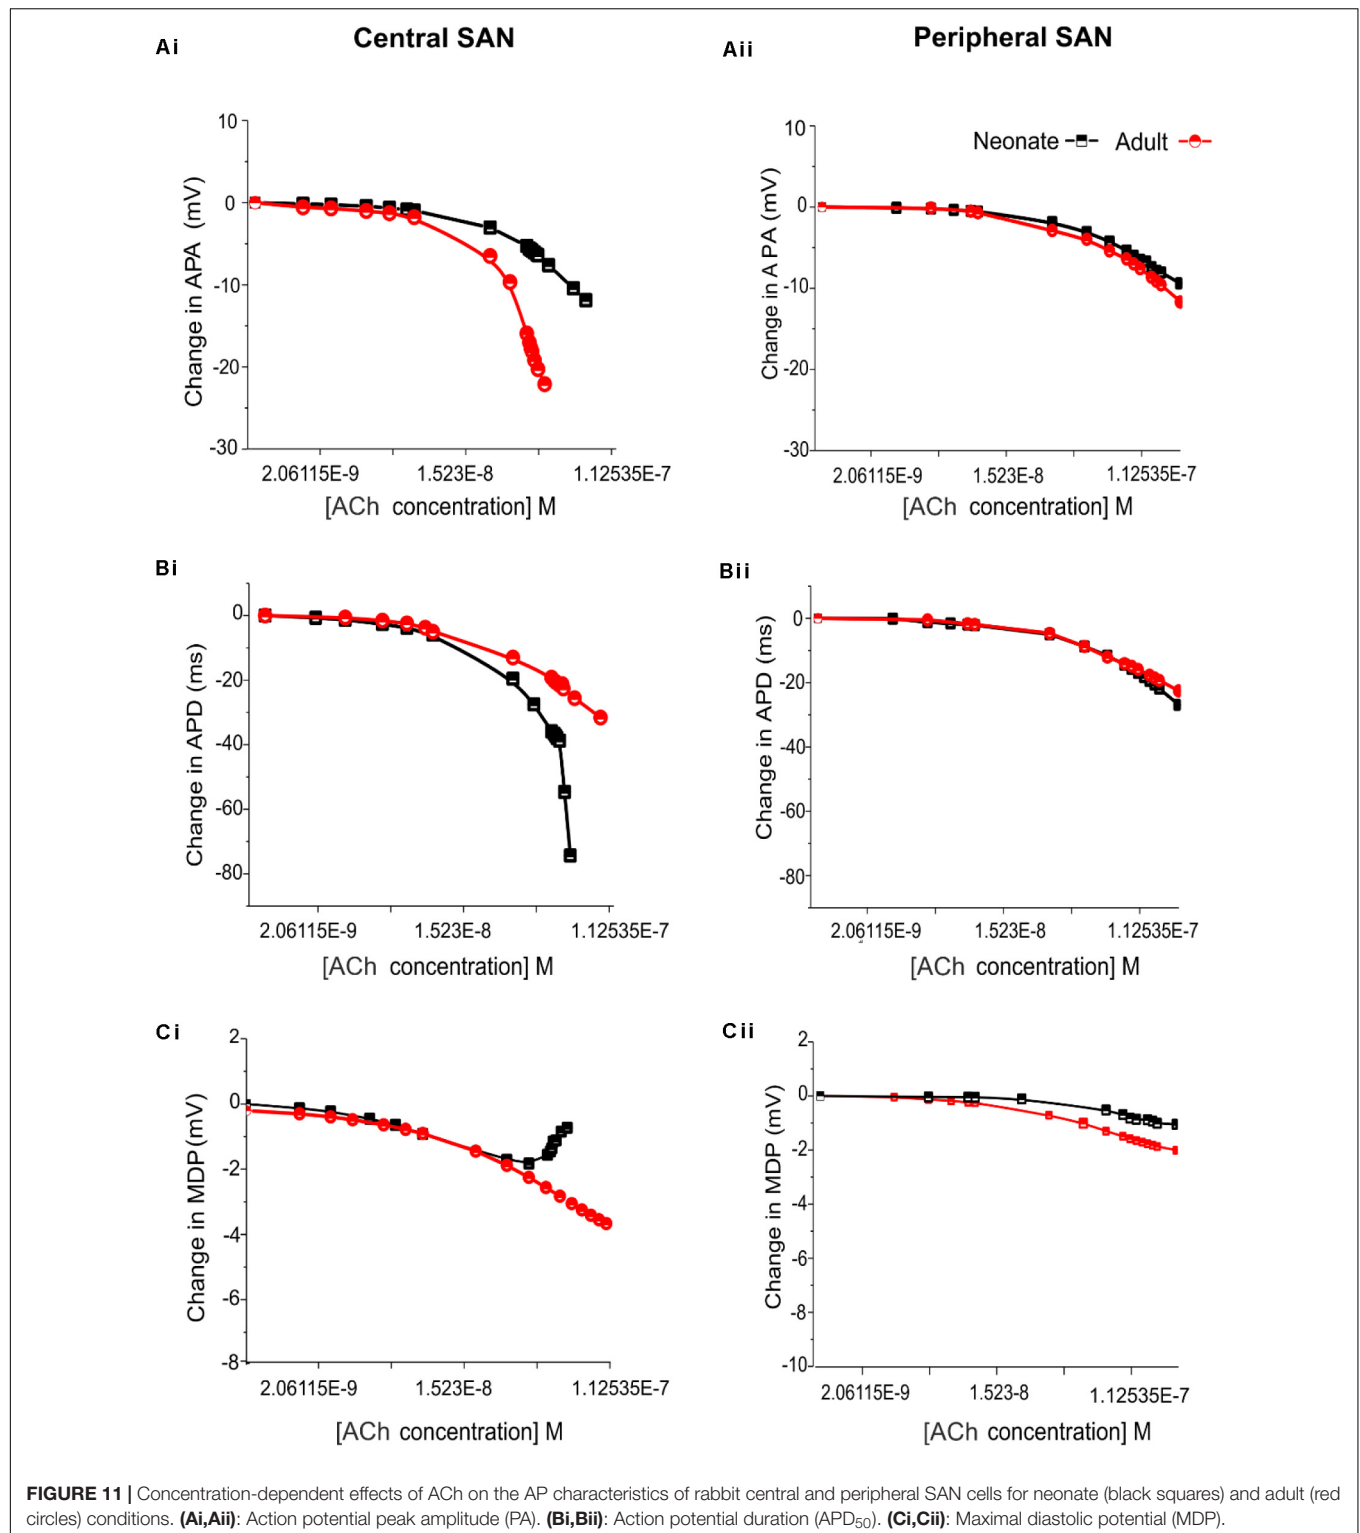 Central SAN
Peripheral SAN
Ai
Aii
10
0
-10
-20
-30
Change in APA (mV)
2.06115E-9 1.523E-8 1.12535E-7
[ACh concentration] M
Neonate Adult
10
0
-10
-20
-30
Change in A PA (mV)
2.06115E-9 1.523E-8 1.12535E-7
[ACh concentration] M
Bi
Bii
0
-20
-40
-60
-80
Change in APD (ms)
2.06115E-9 1.523E-8 1.12535E-7
[ACh concentration] M
0
-20
-40
-60
-80
Change in APD (ms)
2.06115E-9 1.523E-8 1.12535E-7
[ACh concentration] M
Ci
Cii
2
0
-2
-4
-6
-8
Change in MDP(mV)
2.06115E-9 1.523E-8 1.12535E-7
[ACh concentration] M
2
0
-2
-4
-6
-8
-10
Change in MDP (mV)
2.06115E-9 1.523-8 1.12535E-7
[ACh concentration] M
FIGURE 11 | Concentration-dependent effects of ACh on the AP characteristics of rabbit central and peripheral SAN cells for neonate (black squares) and adult (red
circles) conditions. (Ai,Aii): Action potential peak amplitude (PA). (Bi,Bii): Action potential duration (APD50). (Ci,Cii): Maximal diastolic potential (MDP).